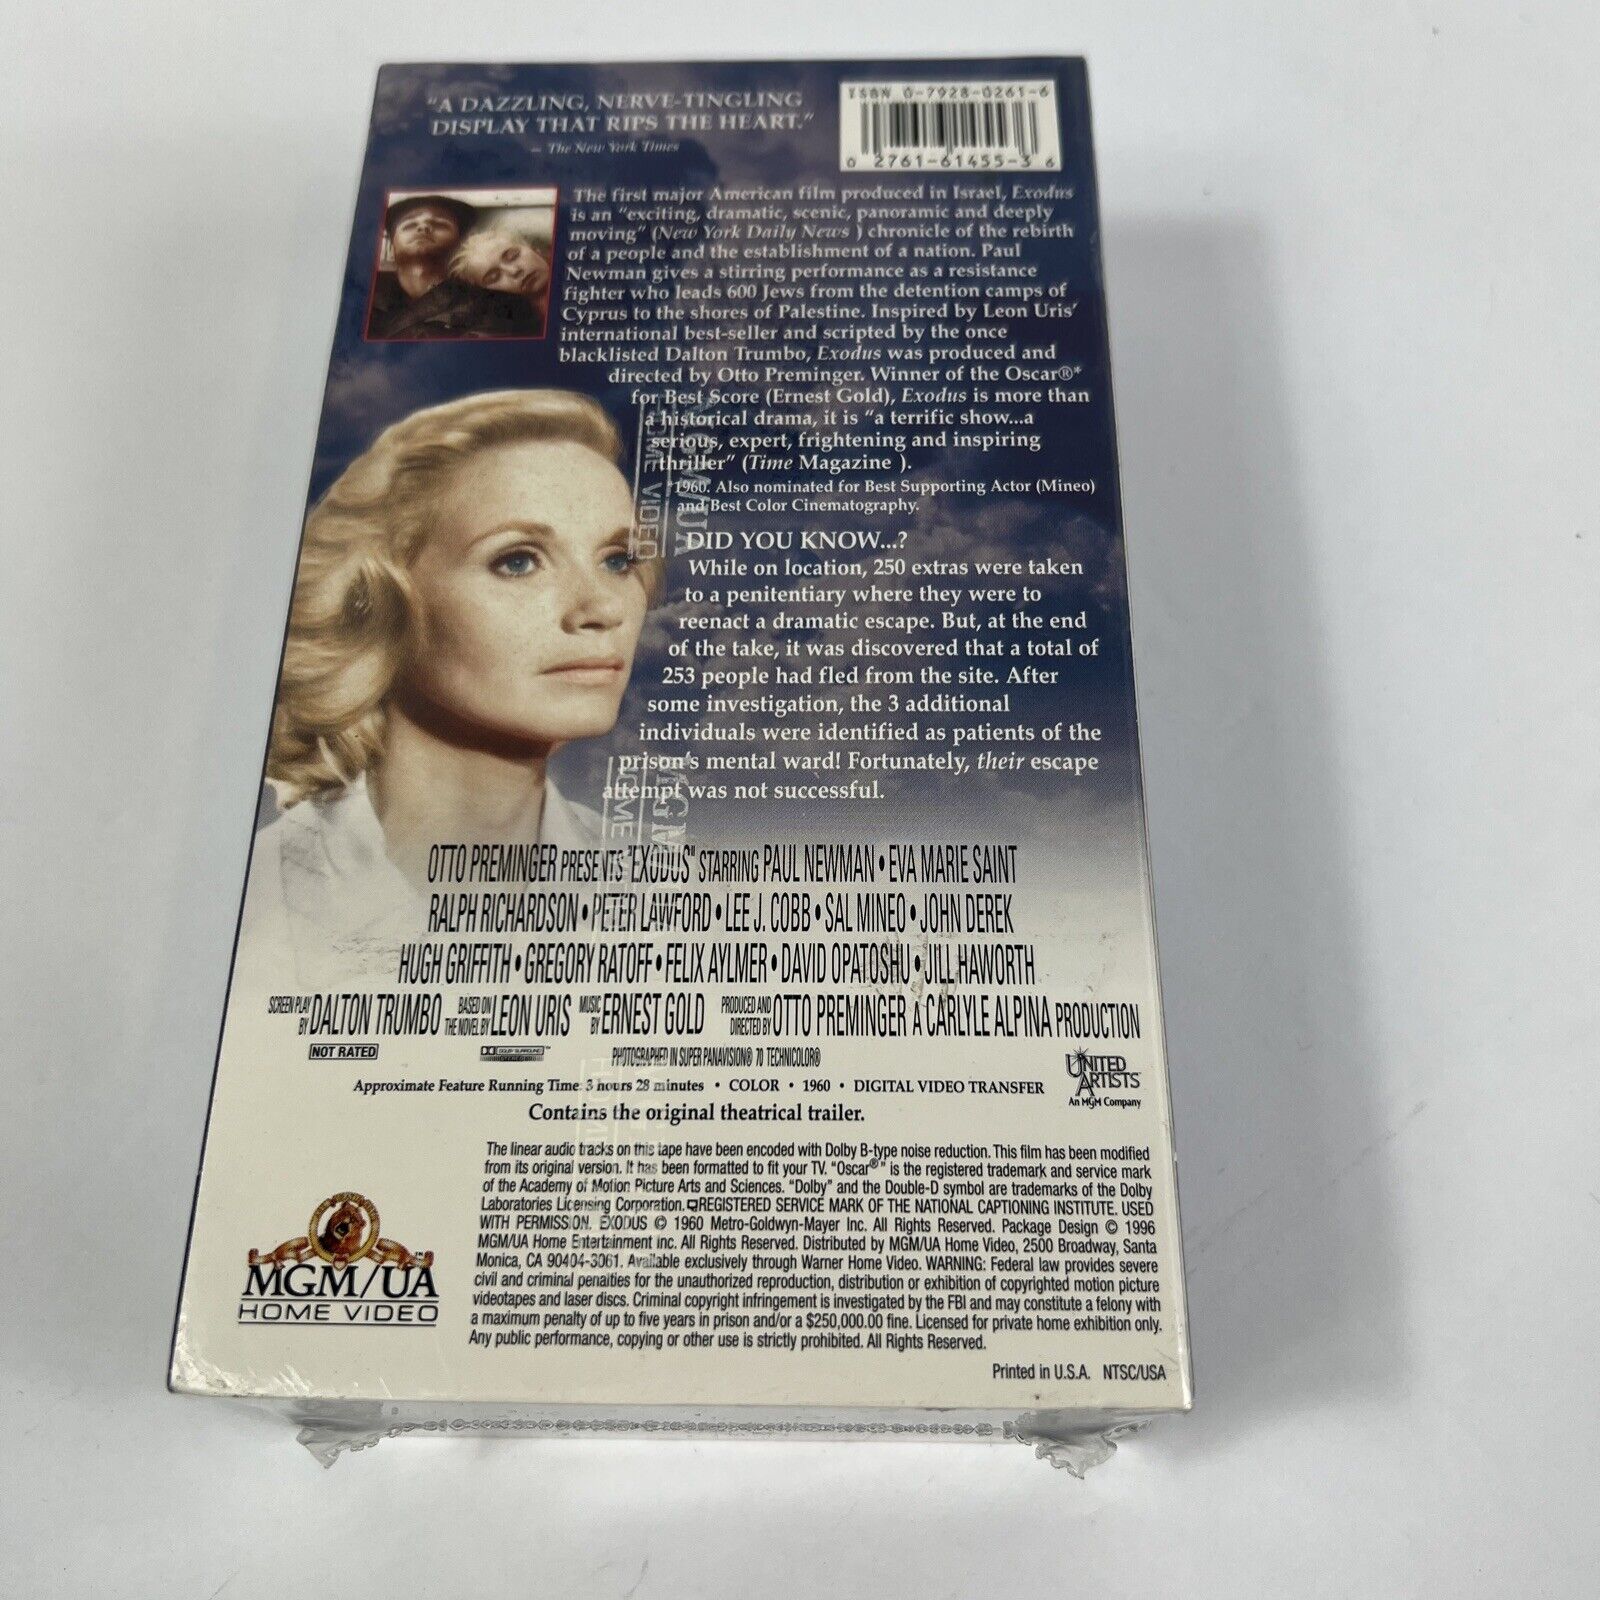 "A DAZZLING, NERVE-TINGLING
DISPLAY THAT RIPS THE HEART."
– The New York Times
ISBN 0-7928-0261-6
0 27616-1455-3 6
The first major American film produced in Israel, Exodus
is an "exciting, dramatic, scenic, panoramic and deeply
moving" (New York Daily News ) chronicle of the rebirth
of a people and the establishment of a nation. Paul
Newman gives a stirring performance as a resistance
fighter who leads 600 Jews from the detention camps of
Cyprus to the shores of Palestine. Inspired by Leon Uris'
international best-seller and scripted by the once
blacklisted Dalton Trumbo, Exodus was produced and
directed by Otto Preminger. Winner of the Oscar®*
for Best Score (Ernest Gold), Exodus is more than
a historical drama, it is "a terrific show...a
serious, expert, frightening and inspiring
thriller" (Time Magazine ).
*1960. Also nominated for Best Supporting Actor (Mineo)
and Best Color Cinematography.
DID YOU KNOW...?
While on location, 250 extras were taken
to a penitentiary where they were to
reenact a dramatic escape. But, at the end
of the take, it was discovered that a total of
253 people had fled from the site. After
some investigation, the 3 additional
individuals were identified as patients of the
prison's mental ward! Fortunately, their escape
attempt was not successful.
MGM/UA
HOME VIDEO
MGM/UA
HOME VIDEO
OTTO PREMINGER PRESENTS "EXODUS" STARRING PAUL NEWMAN • EVA MARIE SAINT
RALPH RICHARDSON • PETER LAWFORD • LEE J. COBB • SAL MINEO • JOHN DEREK
HUGH GRIFFITH • GREGORY RATOFF • FELIX AYLMER • DAVID OPATOSHU • JILL HAWORTH
SCREEN PLAY BY DALTON TRUMBO BASED ON THE NOVEL BY LEON URIS MUSIC BY ERNEST GOLD PRODUCED AND DIRECTED BY OTTO PREMINGER A CARLYLE ALPINA PRODUCTION
NOT RATED DOLBY SURROUND STEREO PHOTOGRAPHED IN SUPER PANAVISION® 70 TECHNICOLOR®
UNITED
ARTISTS
An MGM Company
Approximate Feature Running Time: 3 hours 28 minutes • COLOR • 1960 • DIGITAL VIDEO TRANSFER
Contains the original theatrical trailer.
The linear audio tracks on this tape have been encoded with Dolby B-type noise reduction. This film has been modified
from its original version. It has been formatted to fit your TV. "Oscar®" is the registered trademark and service mark
of the Academy of Motion Picture Arts and Sciences. "Dolby" and the Double-D symbol are trademarks of the Dolby
Laboratories Licensing Corporation. REGISTERED SERVICE MARK OF THE NATIONAL CAPTIONING INSTITUTE. USED
WITH PERMISSION. EXODUS © 1960 Metro-Goldwyn-Mayer Inc. All Rights Reserved. Package Design © 1996
MGM/UA Home Entertainment Inc. All Rights Reserved. Distributed by MGM/UA Home Video, 2500 Broadway, Santa
Monica, CA 90404-3061. Available exclusively through Warner Home Video. WARNING: Federal law provides severe
civil and criminal penalties for the unauthorized reproduction, distribution or exhibition of copyrighted motion picture
videotapes and laser discs. Criminal copyright infringement is investigated by the FBI and may constitute a felony with
a maximum penalty of up to five years in prison and/or a $250,000.00 fine. Licensed for private home exhibition only.
Any public performance, copying or other use is strictly prohibited. All Rights Reserved.
MGM/UA
HOME VIDEO
Printed in U.S.A. NTSC/USA